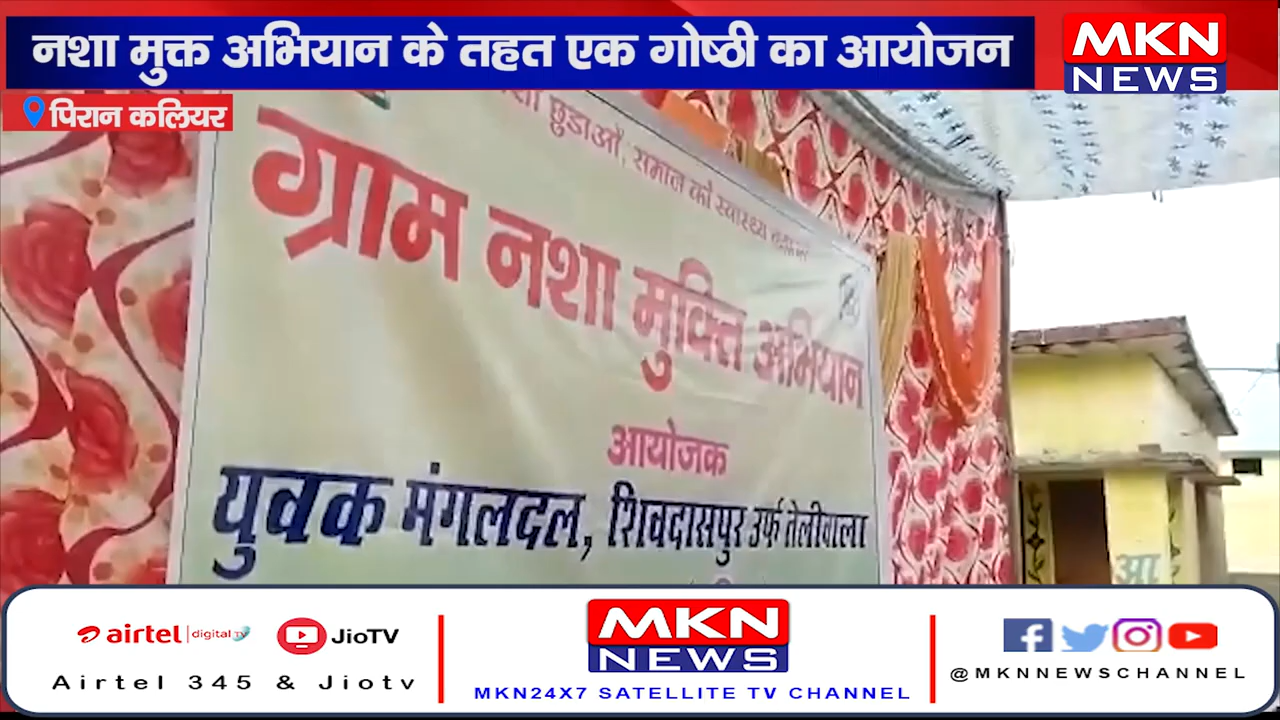 नशा मुक्त अभियान के तहत एक गोष्ठी का आयोजन
MKN
NEWS
पिरान कलियर
छुडाओं, समाज को स्वास्थ्य
ग्राम नशा मुक्ति अभियान
आयोजक
युवक मंगलदल, शिवदासपुर उर्फ तेलीवाला
आ
airtel digital TV
JioTV
Airtel 345 & Jiotv
MKN
NEWS
MKN24X7 SATELLITE TV CHANNEL
@MKNNEWSCHANNEL